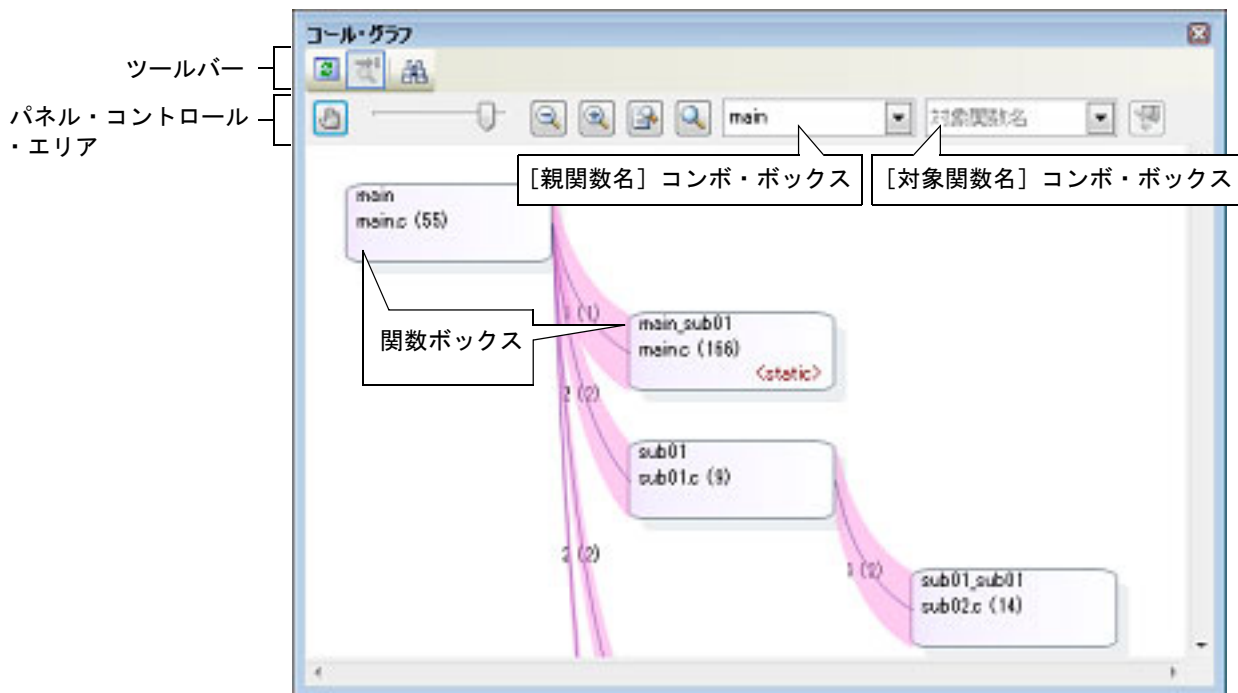 コール・グラフ
ツールバー
パネル・コントロール
・エリア
main
対象関数名
［親関数名］コンボ・ボックス
［対象関数名］コンボ・ボックス
main
main.c (55)
関数ボックス
1 (1)
main_sub01
main.c (166)
<static>
2 (2)
sub01
sub01.c (9)
2 (2)
sub01_sub01
sub02.c (14)